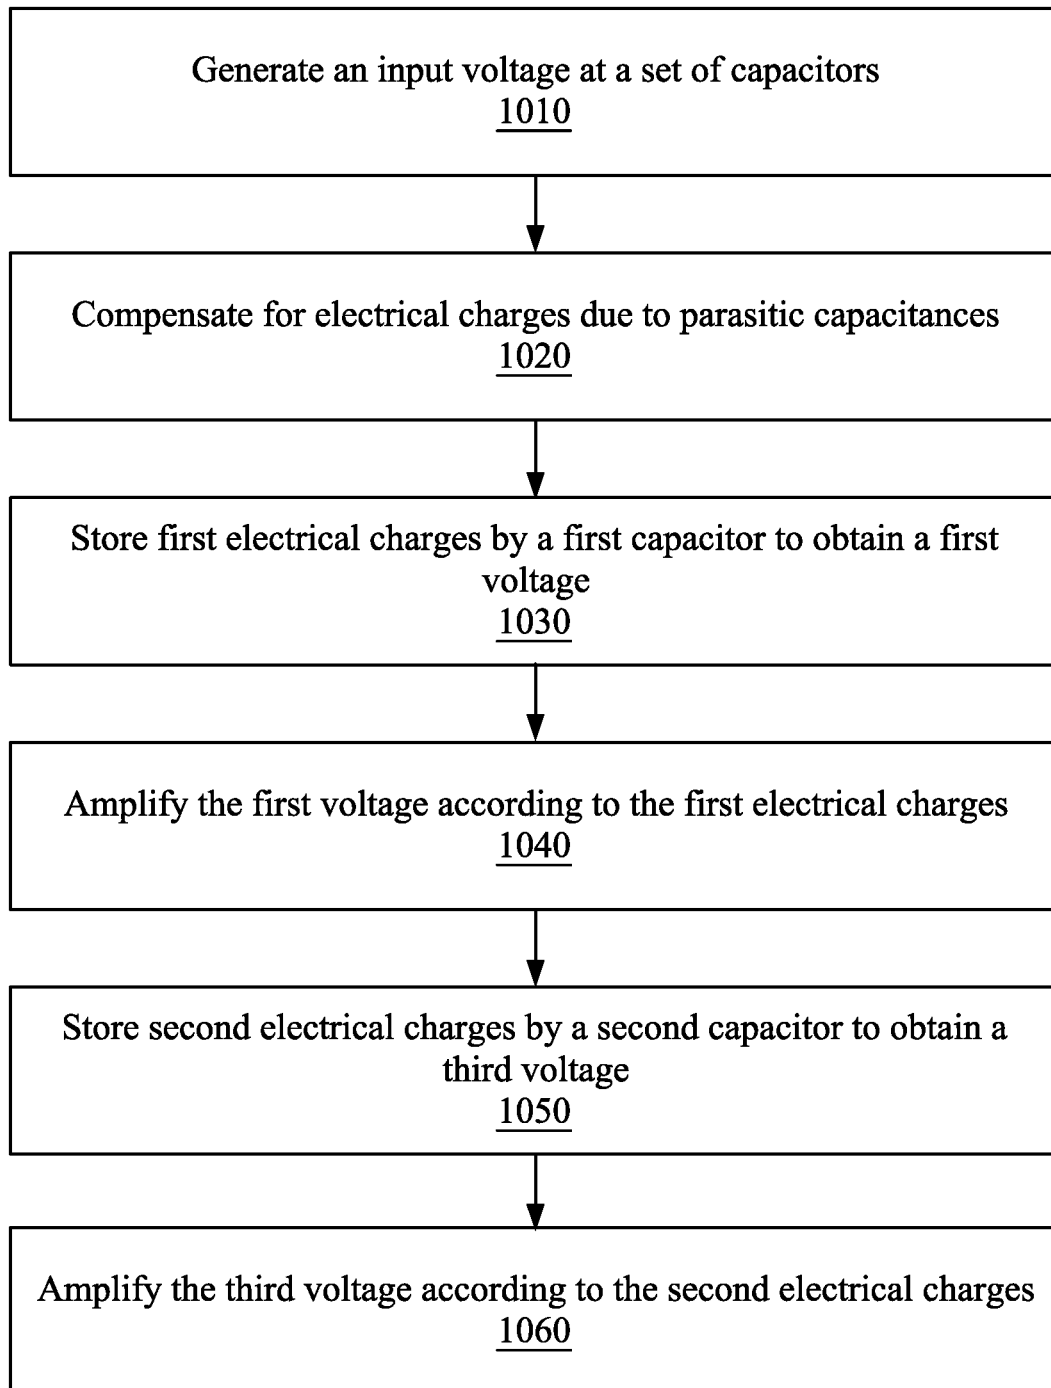 Generate an input voltage at a set of capacitors
1010
Compensate for electrical charges due to parasitic capacitances
1020
Store first electrical charges by a first capacitor to obtain a first
voltage
1030
Amplify the first voltage according to the first electrical charges
1040
Store second electrical charges by a second capacitor to obtain a
third voltage
1050
Amplify the third voltage according to the second electrical charges
1060